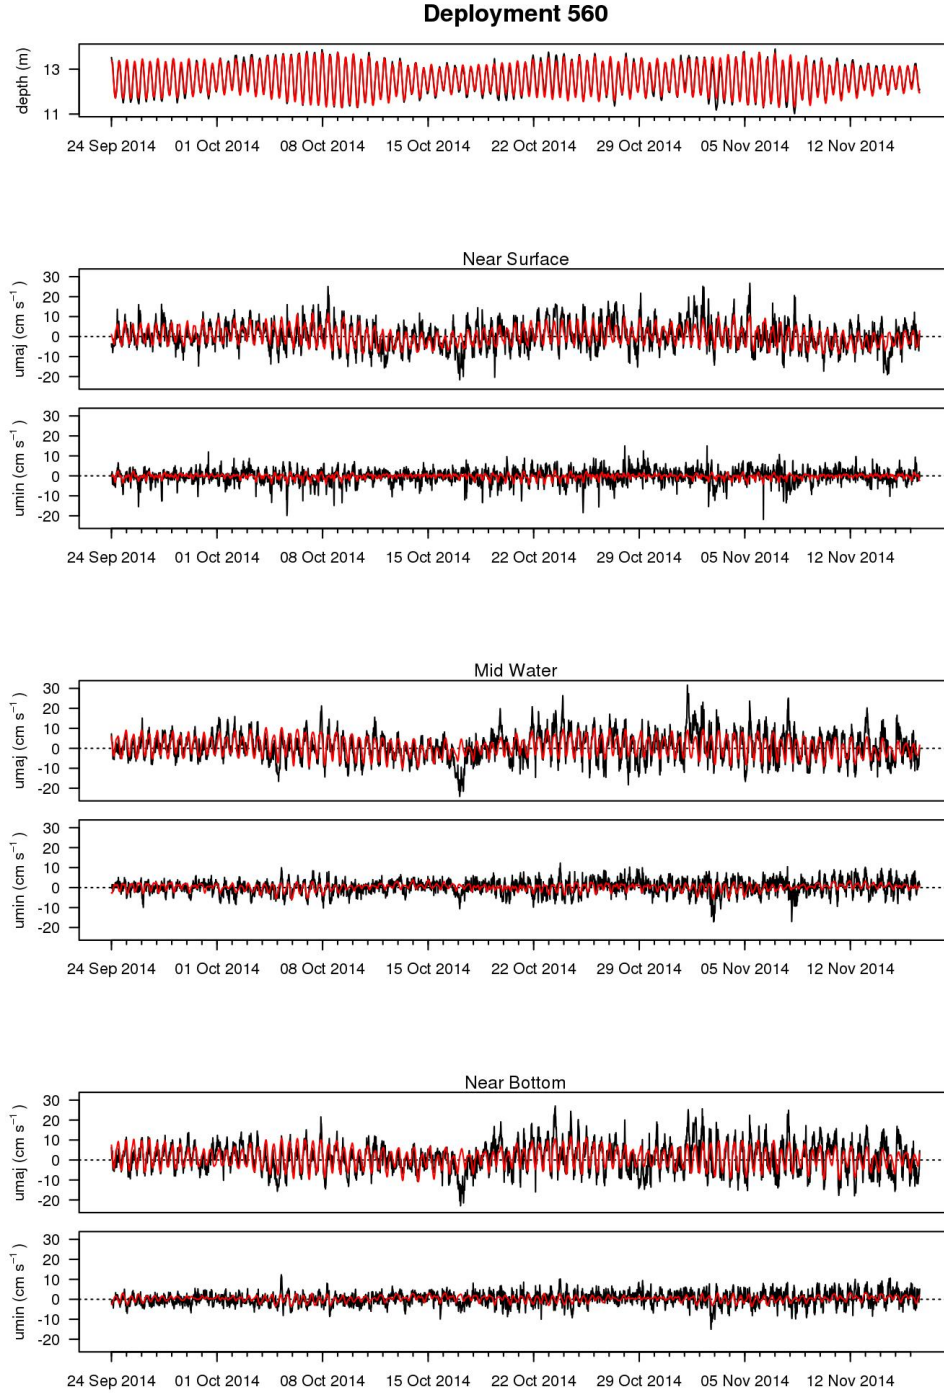 Deployment 560
depth (m)
13
11
24 Sep 2014 01 Oct 2014 08 Oct 2014 15 Oct 2014 22 Oct 2014 29 Oct 2014 05 Nov 2014 12 Nov 2014
Near Surface
umaj (cm s⁻¹)
30
20
10
0
-10
-20
umin (cm s⁻¹)
30
20
10
0
-10
-20
24 Sep 2014 01 Oct 2014 08 Oct 2014 15 Oct 2014 22 Oct 2014 29 Oct 2014 05 Nov 2014 12 Nov 2014
Mid Water
umaj (cm s⁻¹)
30
20
10
0
-10
-20
umin (cm s⁻¹)
30
20
10
0
-10
-20
24 Sep 2014 01 Oct 2014 08 Oct 2014 15 Oct 2014 22 Oct 2014 29 Oct 2014 05 Nov 2014 12 Nov 2014
Near Bottom
umaj (cm s⁻¹)
30
20
10
0
-10
-20
umin (cm s⁻¹)
30
20
10
0
-10
-20
24 Sep 2014 01 Oct 2014 08 Oct 2014 15 Oct 2014 22 Oct 2014 29 Oct 2014 05 Nov 2014 12 Nov 2014